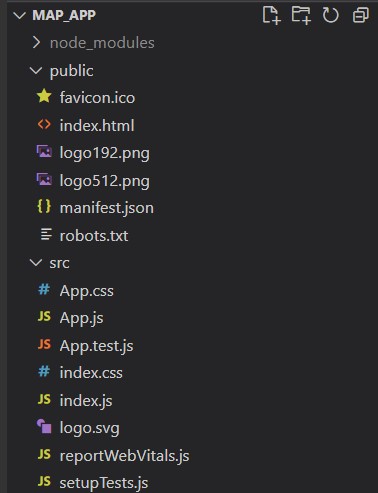 MAP_APP
node_modules
public
favicon.ico
index.html
logo192.png
logo512.png
manifest.json
robots.txt
src
App.css
App.js
App.test.js
index.css
index.js
logo.svg
reportWebVitals.js
setupTests.js